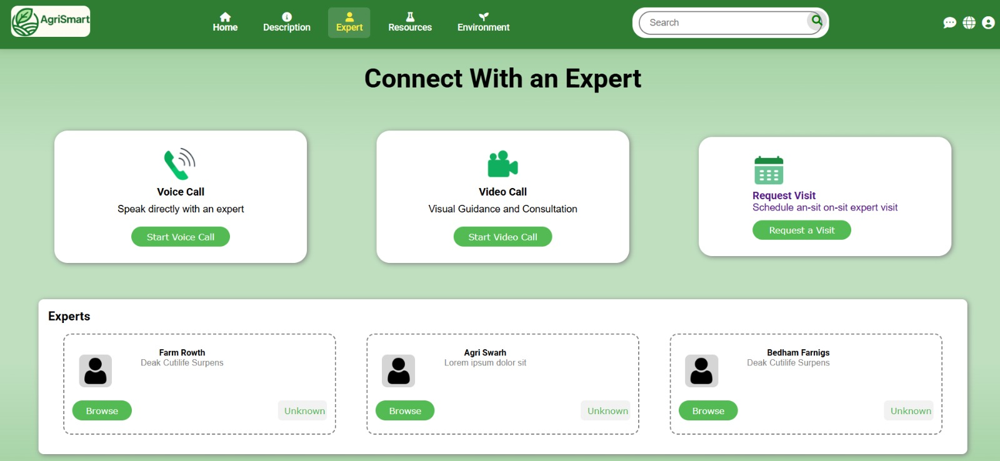 AgriSmart
Home
Description
Expert
Resources
Environment
Search
Connect With an Expert
Voice Call
Speak directly with an expert
Start Voice Call
Video Call
Visual Guidance and Consultation
Start Video Call
Request Visit
Schedule an-sit on-sit expert visit
Request a Visit
Experts
Farm Rowth
Deak Cutilife Surpens
Browse
Unknown
Agri Swarh
Lorem ipsum dolor sit
Browse
Unknown
Bedham Farnigs
Deak Cutilife Surpens
Browse
Unknown